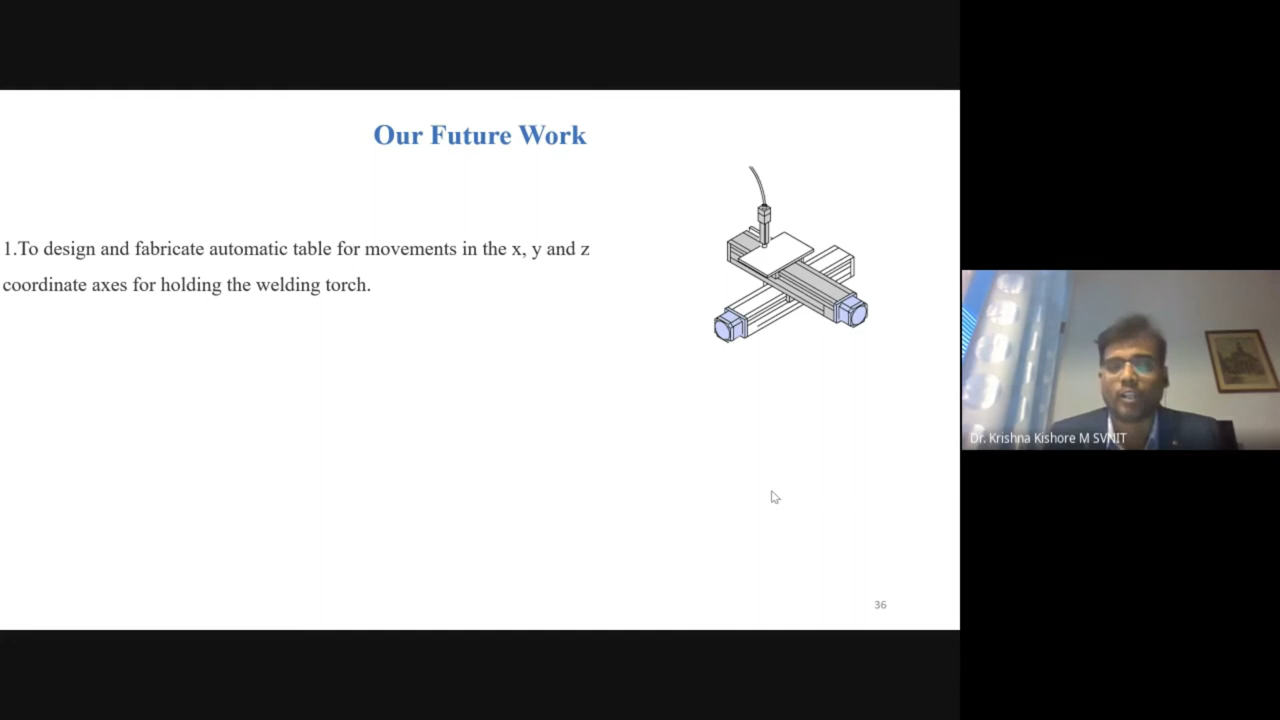 Our Future Work
1.To design and fabricate automatic table for movements in the x, y and z
coordinate axes for holding the welding torch.
Dr. Krishna Kishore M SVNIT
36